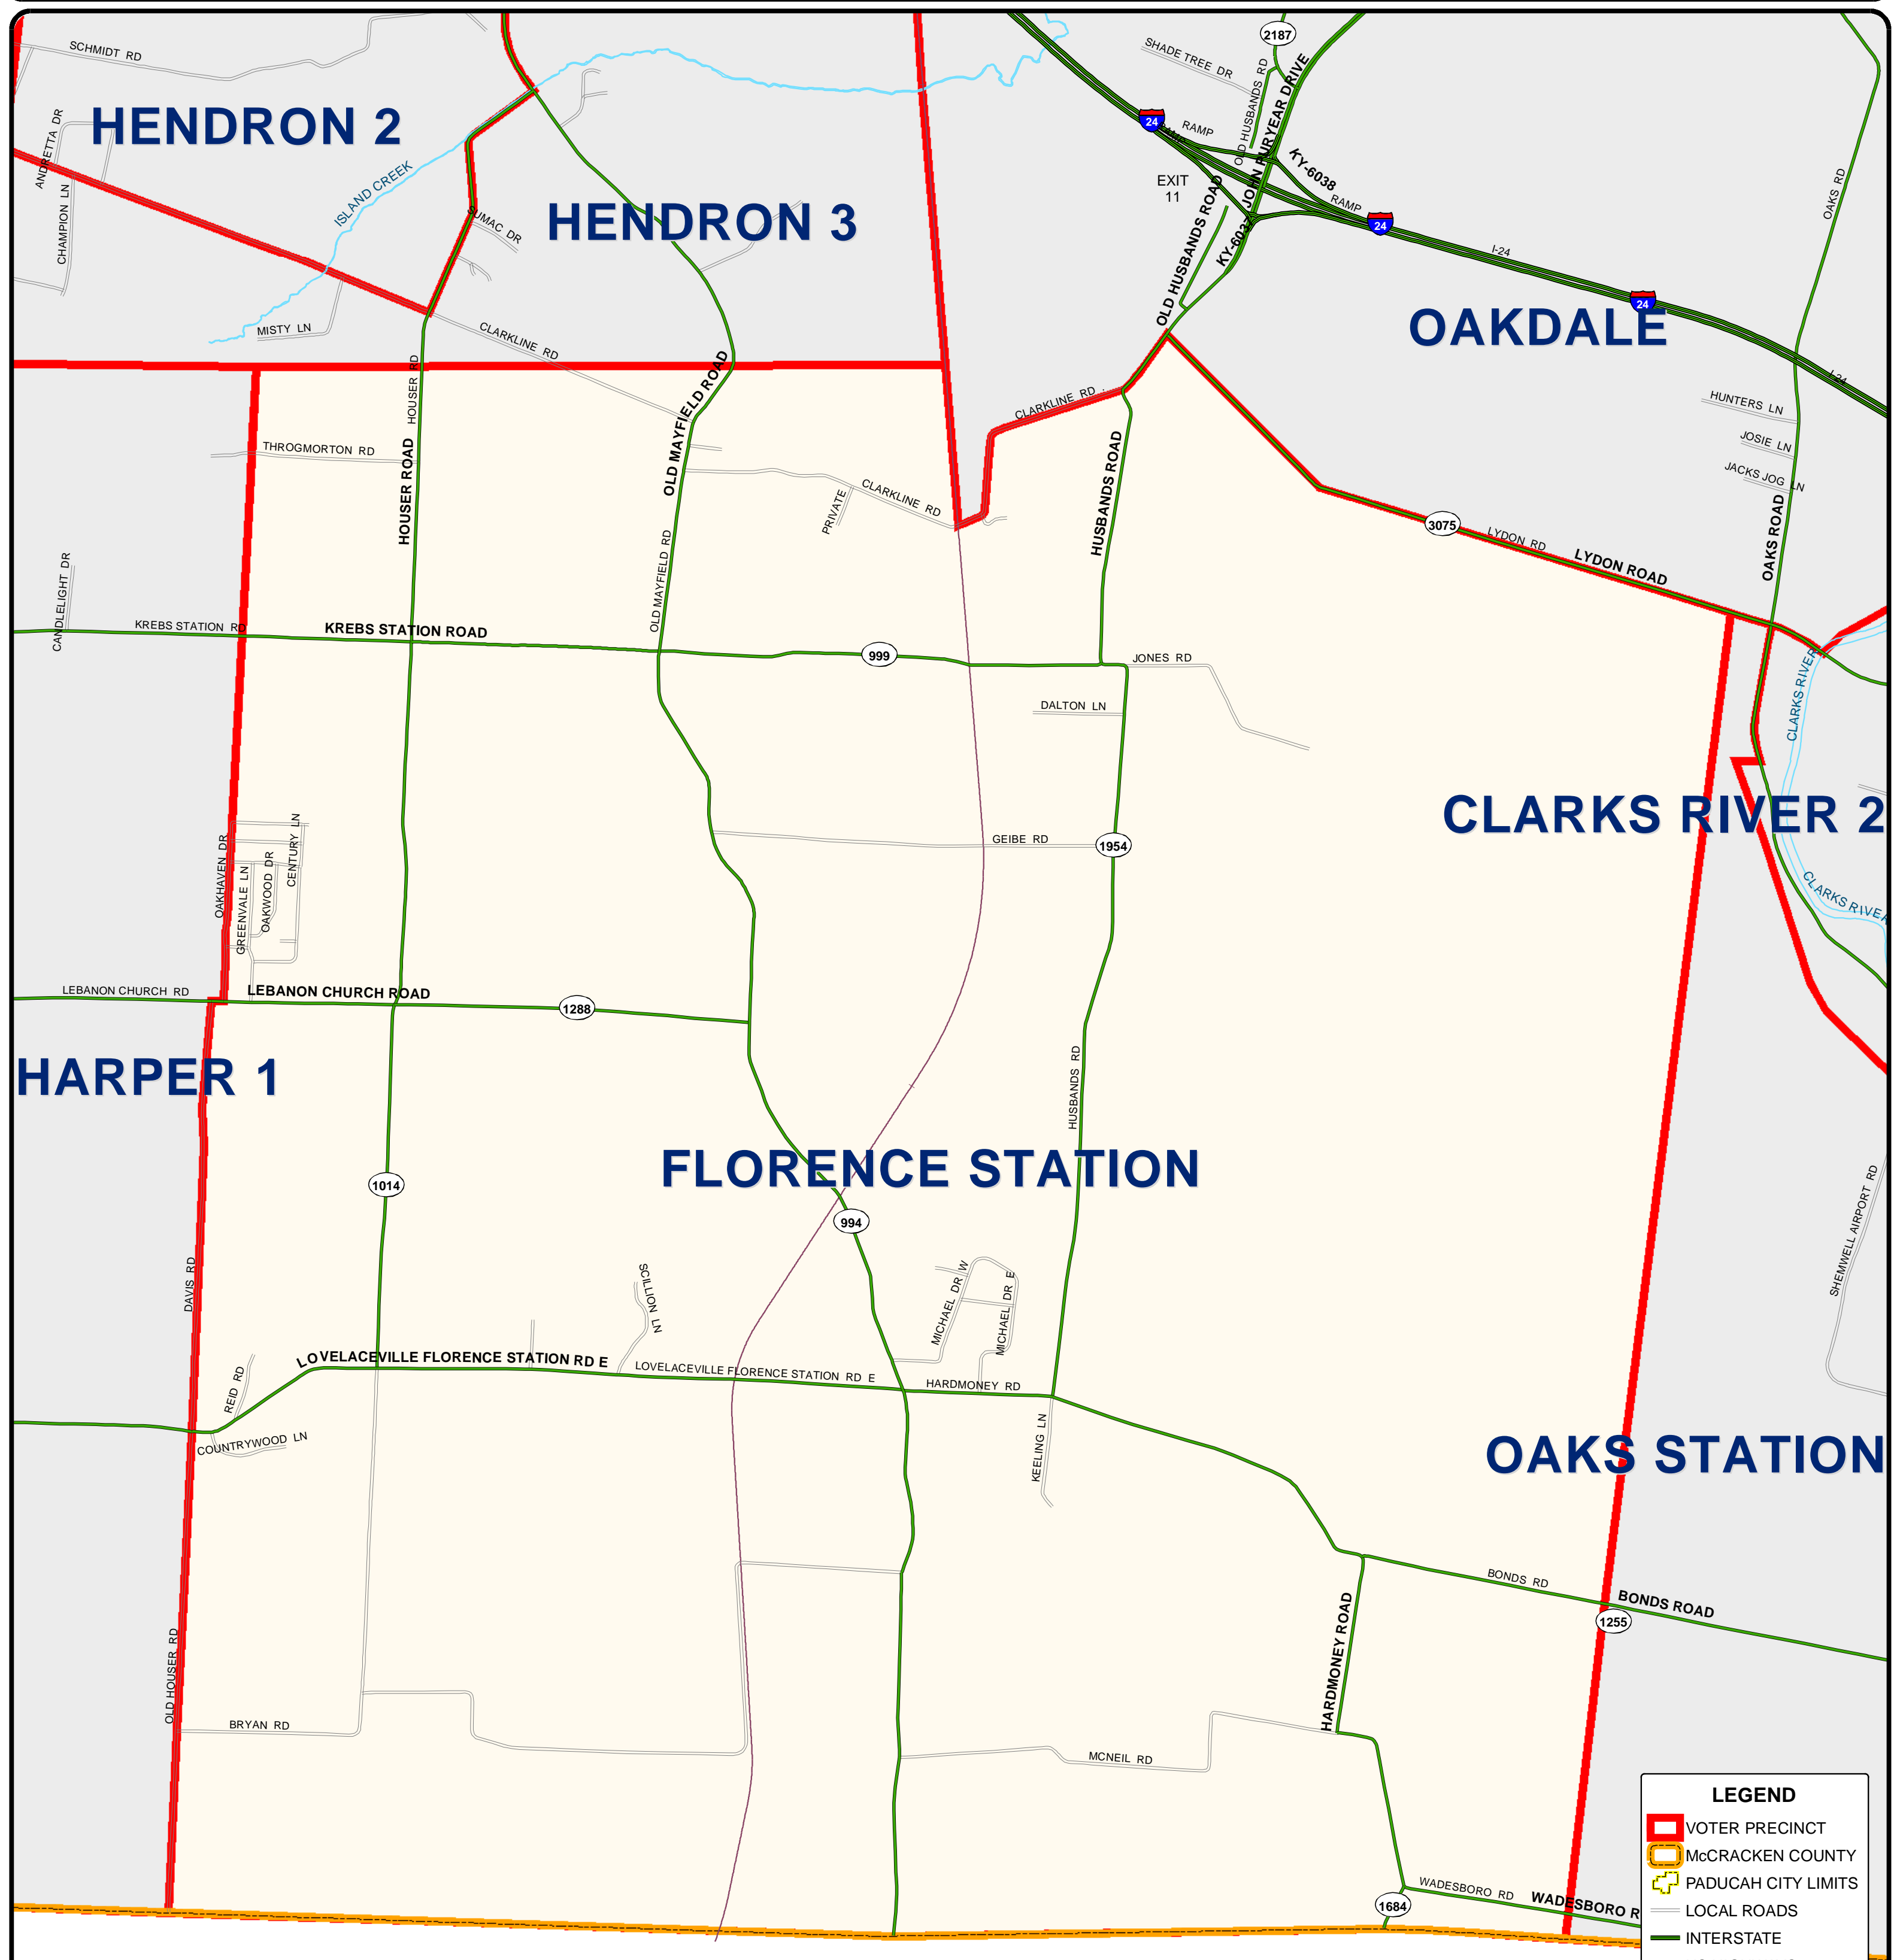 SCHMIDT RD
2187
SHADE TREE DR
OLD HUSBANDS RD
JOHN PURYEAR DRIVE
HENDRON 2
ANDRETTA DR
CHAMPION LN
24
RAMP
KY-6038
EXIT
11
RAMP
24
ISLAND CREEK
HENDRON 3
SUMAC DR
OLD HUSBANDS ROAD
KY-6037
I-24
24
OAKS RD
OAKDALE
MISTY LN
CLARKLINE RD
I-24
HOUSER RD
OLD MAYFIELD ROAD
CLARKLINE RD
HUNTERS LN
JOSIE LN
JACKS JOG LN
THROGMORTON RD
HOUSER ROAD
CLARKLINE RD
PRIVATE
HUSBANDS ROAD
3075
LYDON RD
LYDON ROAD
OAKS ROAD
CANDLELIGHT DR
OLD MAYFIELD RD
KREBS STATION RD
KREBS STATION ROAD
999
JONES RD
DALTON LN
CLARKS RIVER
CLARKS RIVER 2
OAKHAVEN DR
GREENVALE LN
OAKWOOD DR
CENTURY LN
GEIBE RD
1954
CLARKS RIVER
LEBANON CHURCH RD
LEBANON CHURCH ROAD
1288
HARPER 1
HUSBANDS RD
FLORENCE STATION
1014
994
SHEMWELL AIRPORT RD
DAVIS RD
SCILLION LN
MICHAEL DR W
MICHAEL DR E
REID RD
LOVELACEVILLE FLORENCE STATION RD E
LOVELACEVILLE FLORENCE STATION RD E
HARDMONEY RD
COUNTRYWOOD LN
KEELING LN
OAKS STATION
BONDS RD
BONDS ROAD
1255
HARDMONEY ROAD
OLD HOUSER RD
BRYAN RD
MCNEIL RD
WADESBORO RD
WADESBORO R
1684
LEGEND
VOTER PRECINCT
McCRACKEN COUNTY
PADUCAH CITY LIMITS
LOCAL ROADS
INTERSTATE